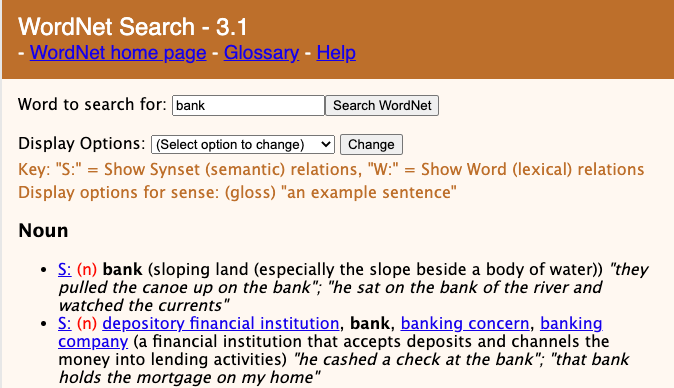 WordNet Search - 3.1
- WordNet home page - Glossary - Help
Word to search for: bank Search WordNet
Display Options: (Select option to change) Change
Key: "S:" = Show Synset (semantic) relations, "W:" = Show Word (lexical) relations
Display options for sense: (gloss) "an example sentence"
Noun
• S: (n) bank (sloping land (especially the slope beside a body of water)) "they
pulled the canoe up on the bank"; "he sat on the bank of the river and
watched the currents"
• S: (n) depository financial institution, bank, banking concern, banking
company (a financial institution that accepts deposits and channels the
money into lending activities) "he cashed a check at the bank"; "that bank
holds the mortgage on my home"